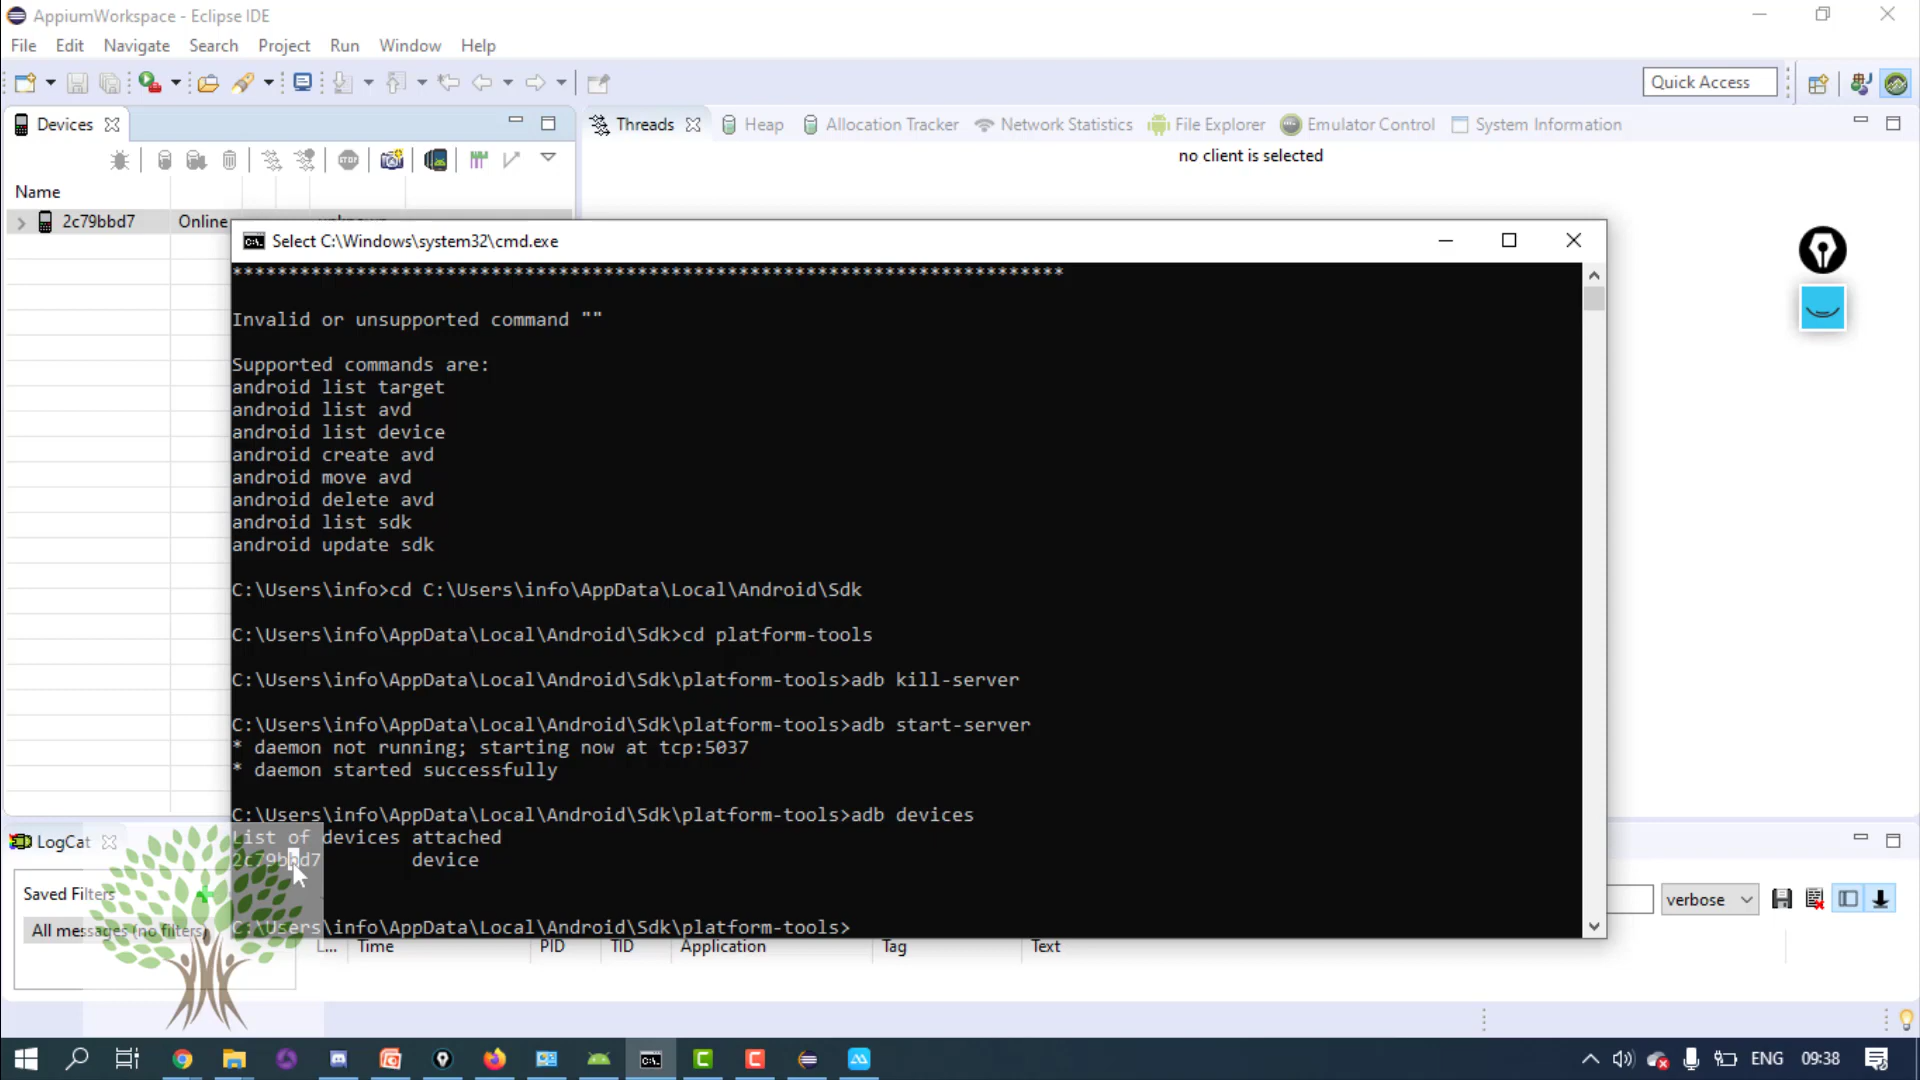 AppiumWorkspace - Eclipse IDE
File Edit Navigate Search Project Run Window Help
Quick Access
Devices
Threads Heap Allocation Tracker Network Statistics File Explorer Emulator Control System Information
no client is selected
Name
2c79bbd7 Online
Select C:\Windows\system32\cmd.exe
**************************************************************************
Invalid or unsupported command ""
Supported commands are:
android list target
android list avd
android list device
android create avd
android move avd
android delete avd
android list sdk
android update sdk
C:\Users\info>cd C:\Users\info\AppData\Local\Android\Sdk
C:\Users\info\AppData\Local\Android\Sdk>cd platform-tools
C:\Users\info\AppData\Local\Android\Sdk\platform-tools>adb kill-server
C:\Users\info\AppData\Local\Android\Sdk\platform-tools>adb start-server
* daemon not running; starting now at tcp:5037
* daemon started successfully
C:\Users\info\AppData\Local\Android\Sdk\platform-tools>adb devices
List of devices attached
2c79bbd7 device
C:\Users\info\AppData\Local\Android\Sdk\platform-tools>
LogCat
Saved Filters
All messages (no filters)
verbose
L... Time PID TID Application Tag Text
ENG 09:38